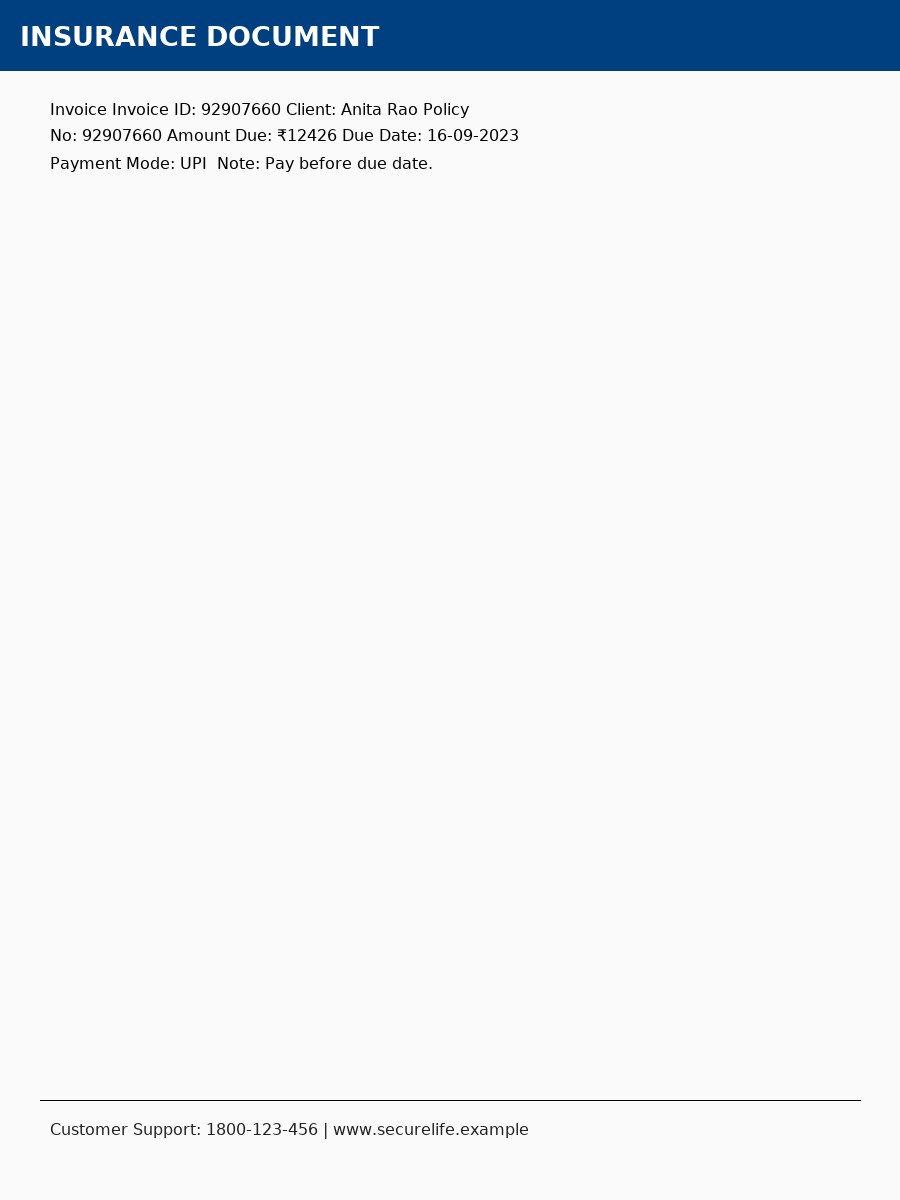 INSURANCE DOCUMENT
Invoice Invoice ID: 92907660 Client: Anita Rao Policy
No: 92907660 Amount Due: ₹12426 Due Date: 16-09-2023
Payment Mode: UPI  Note: Pay before due date.
Customer Support: 1800-123-456 | www.securelife.example